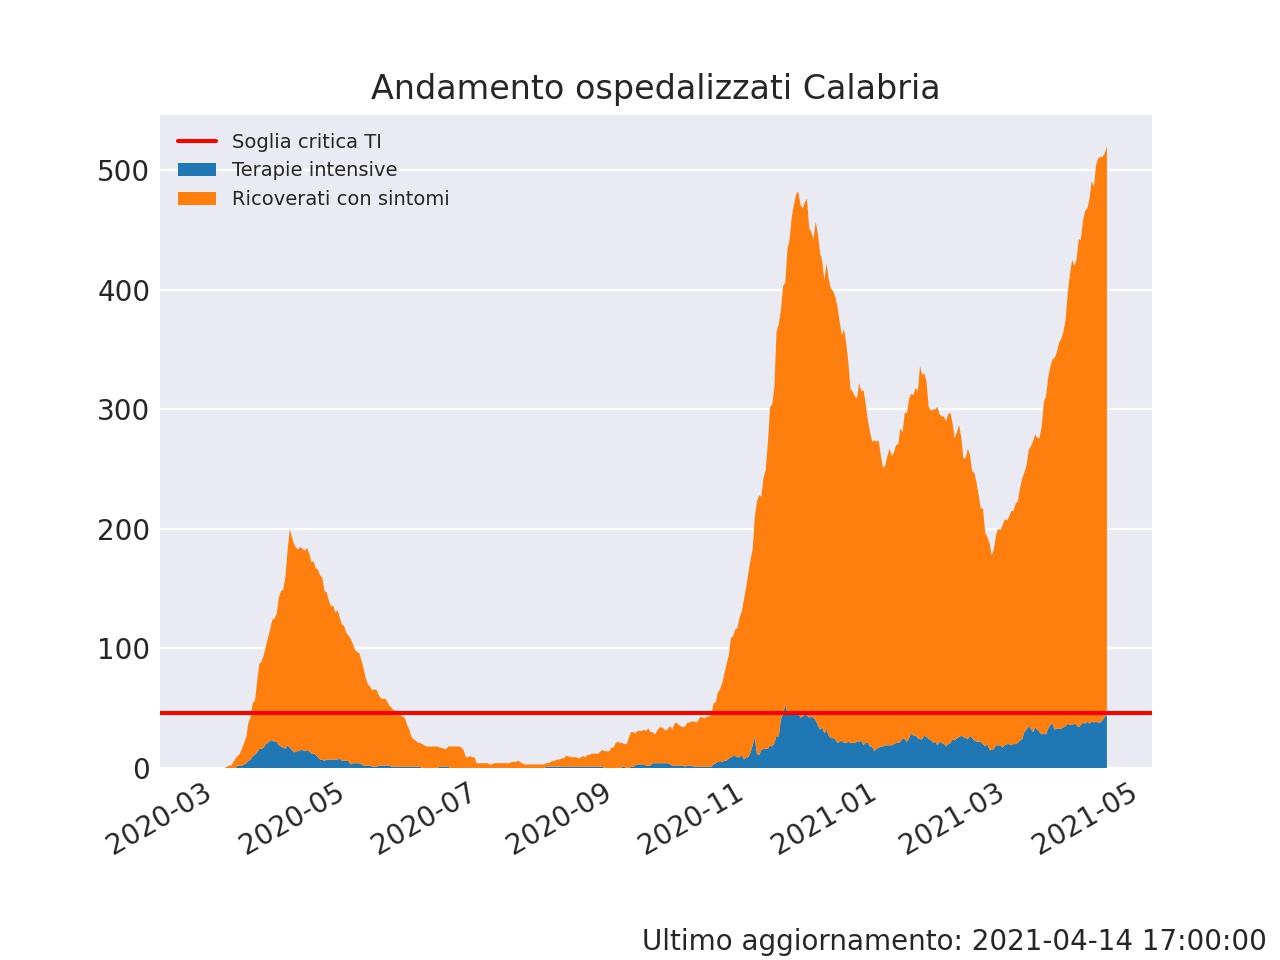 Andamento ospedalizzati Calabria
Soglia critica TI
Terapie intensive
Ricoverati con sintomi
500
400
300
200
100
0
2020-03
2020-05
2020-07
2020-09
2020-11
2021-01
2021-03
2021-05
Ultimo aggiornamento: 2021-04-14 17:00:00